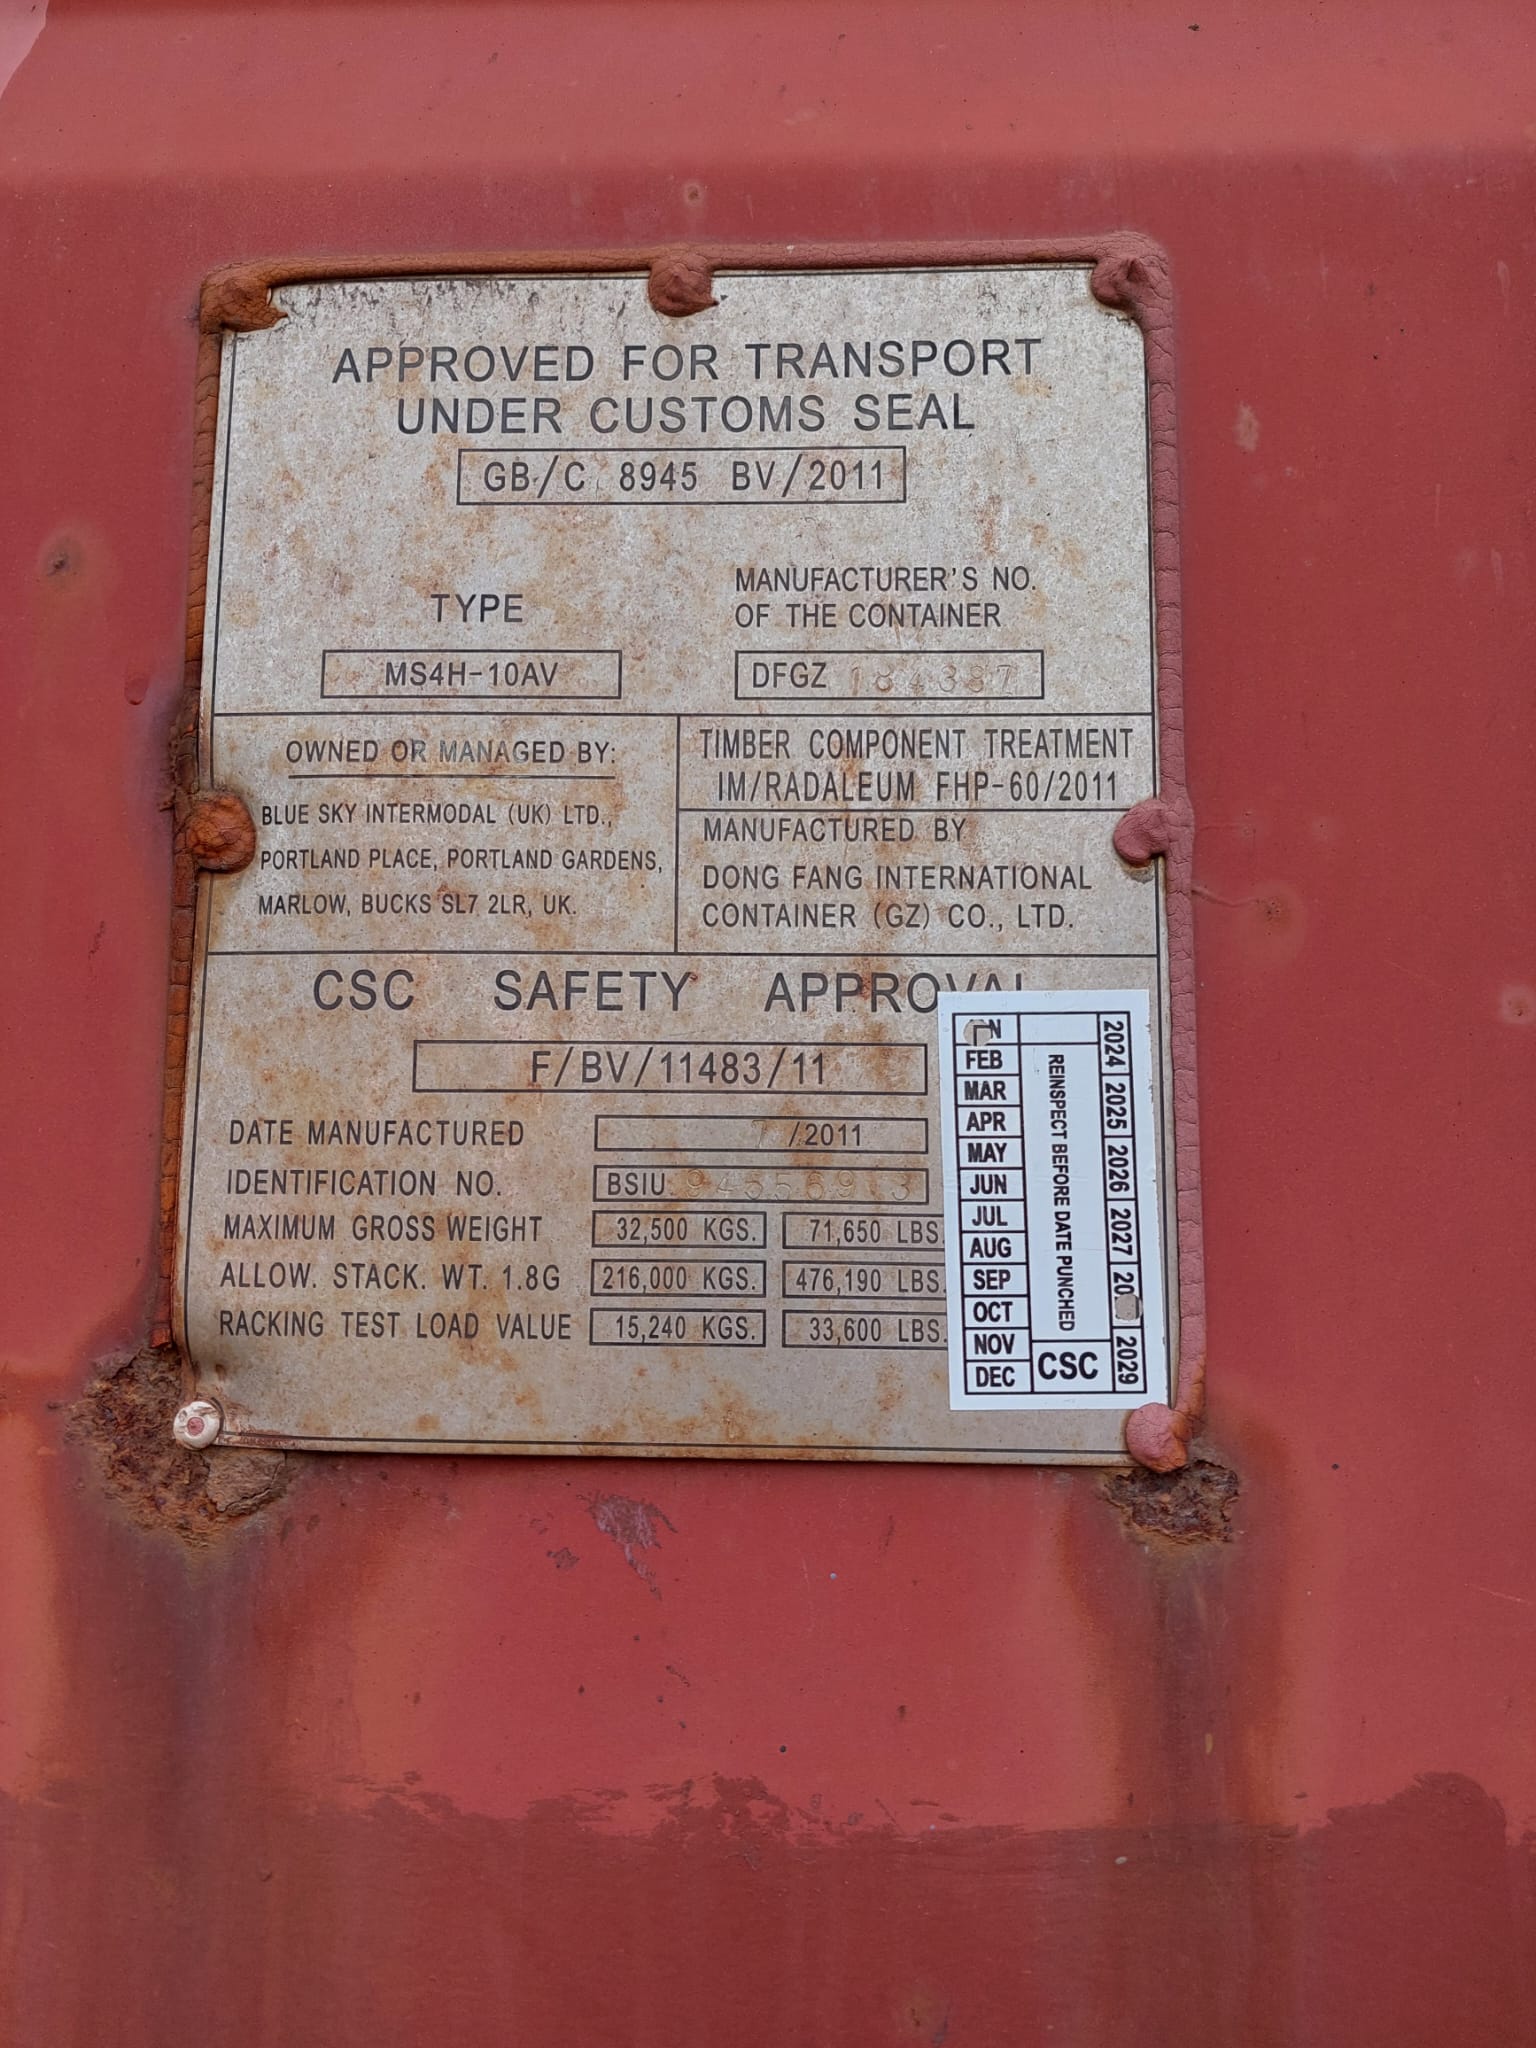 APPROVED FOR TRANSPORT
UNDER CUSTOMS SEAL
GB/C 8945 BV/2011
TYPE
MS4H-10AV
MANUFACTURER'S NO.
OF THE CONTAINER
DFGZ 184387
OWNED OR MANAGED BY:
BLUE SKY INTERMODAL (UK) LTD.,
PORTLAND PLACE, PORTLAND GARDENS,
MARLOW, BUCKS SL7 2LR, UK.
TIMBER COMPONENT TREATMENT
IM/RADALEUM FHP-60/2011
MANUFACTURED BY
DONG FANG INTERNATIONAL
CONTAINER (GZ) CO., LTD.
CSC SAFETY APPROVAL
F/BV/11483/11
DATE MANUFACTURED 7 /2011
IDENTIFICATION NO. BSIU
MAXIMUM GROSS WEIGHT 32,500 KGS. 71,650 LBS.
ALLOW. STACK. WT. 1.8G 216,000 KGS. 476,190 LBS.
RACKING TEST LOAD VALUE 15,240 KGS. 33,600 LBS.
FEB
MAR
APR
MAY
JUN
JUL
AUG
SEP
OCT
NOV
DEC
REINSPECT BEFORE DATE PUNCHED
CSC
2024
2025
2026
2027
2029